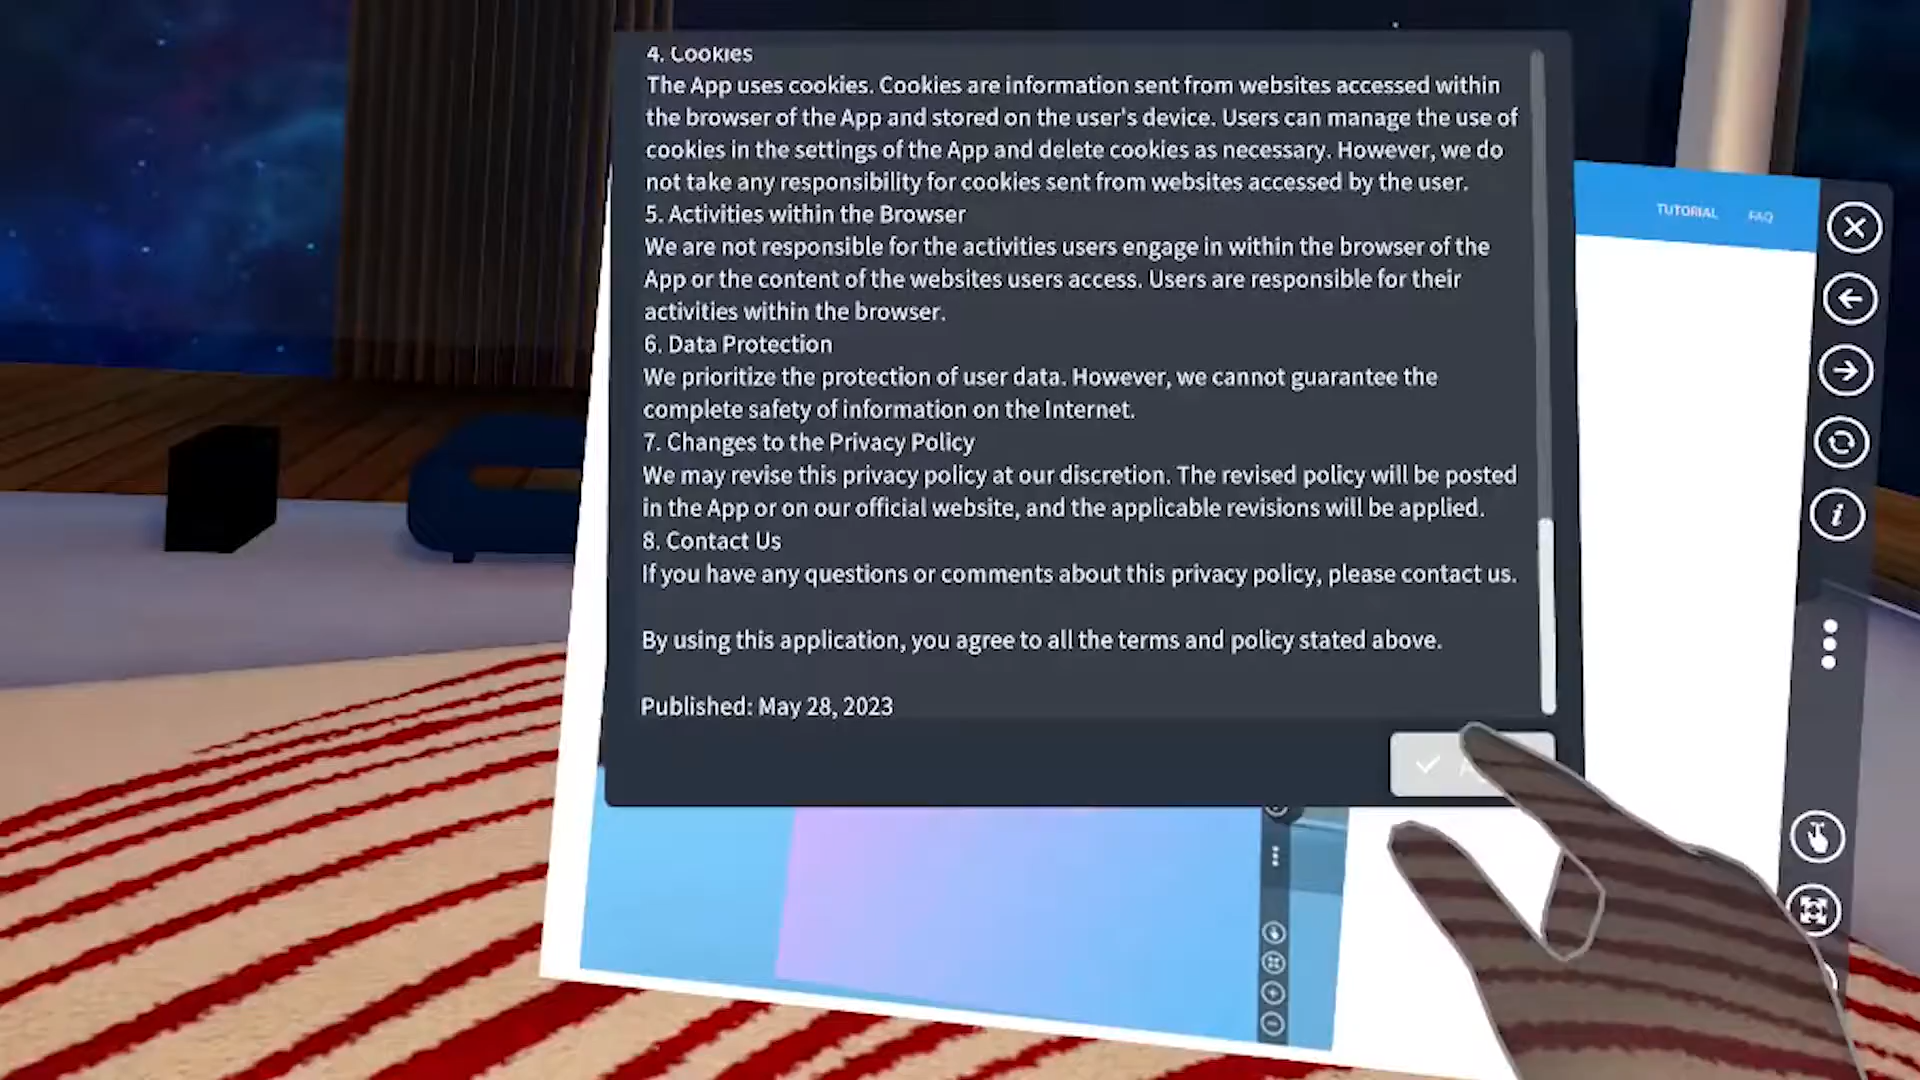 4. Cookies
The App uses cookies. Cookies are information sent from websites accessed within
the browser of the App and stored on the user's device. Users can manage the use of
cookies in the settings of the App and delete cookies as necessary. However, we do
not take any responsibility for cookies sent from websites accessed by the user.
5. Activities within the Browser
We are not responsible for the activities users engage in within the browser of the
App or the content of the websites users access. Users are responsible for their
activities within the browser.
6. Data Protection
We prioritize the protection of user data. However, we cannot guarantee the
complete safety of information on the Internet.
7. Changes to the Privacy Policy
We may revise this privacy policy at our discretion. The revised policy will be posted
in the App or on our official website, and the applicable revisions will be applied.
8. Contact Us
If you have any questions or comments about this privacy policy, please contact us.
By using this application, you agree to all the terms and policy stated above.
Published: May 28, 2023
TUTORIAL FAQ